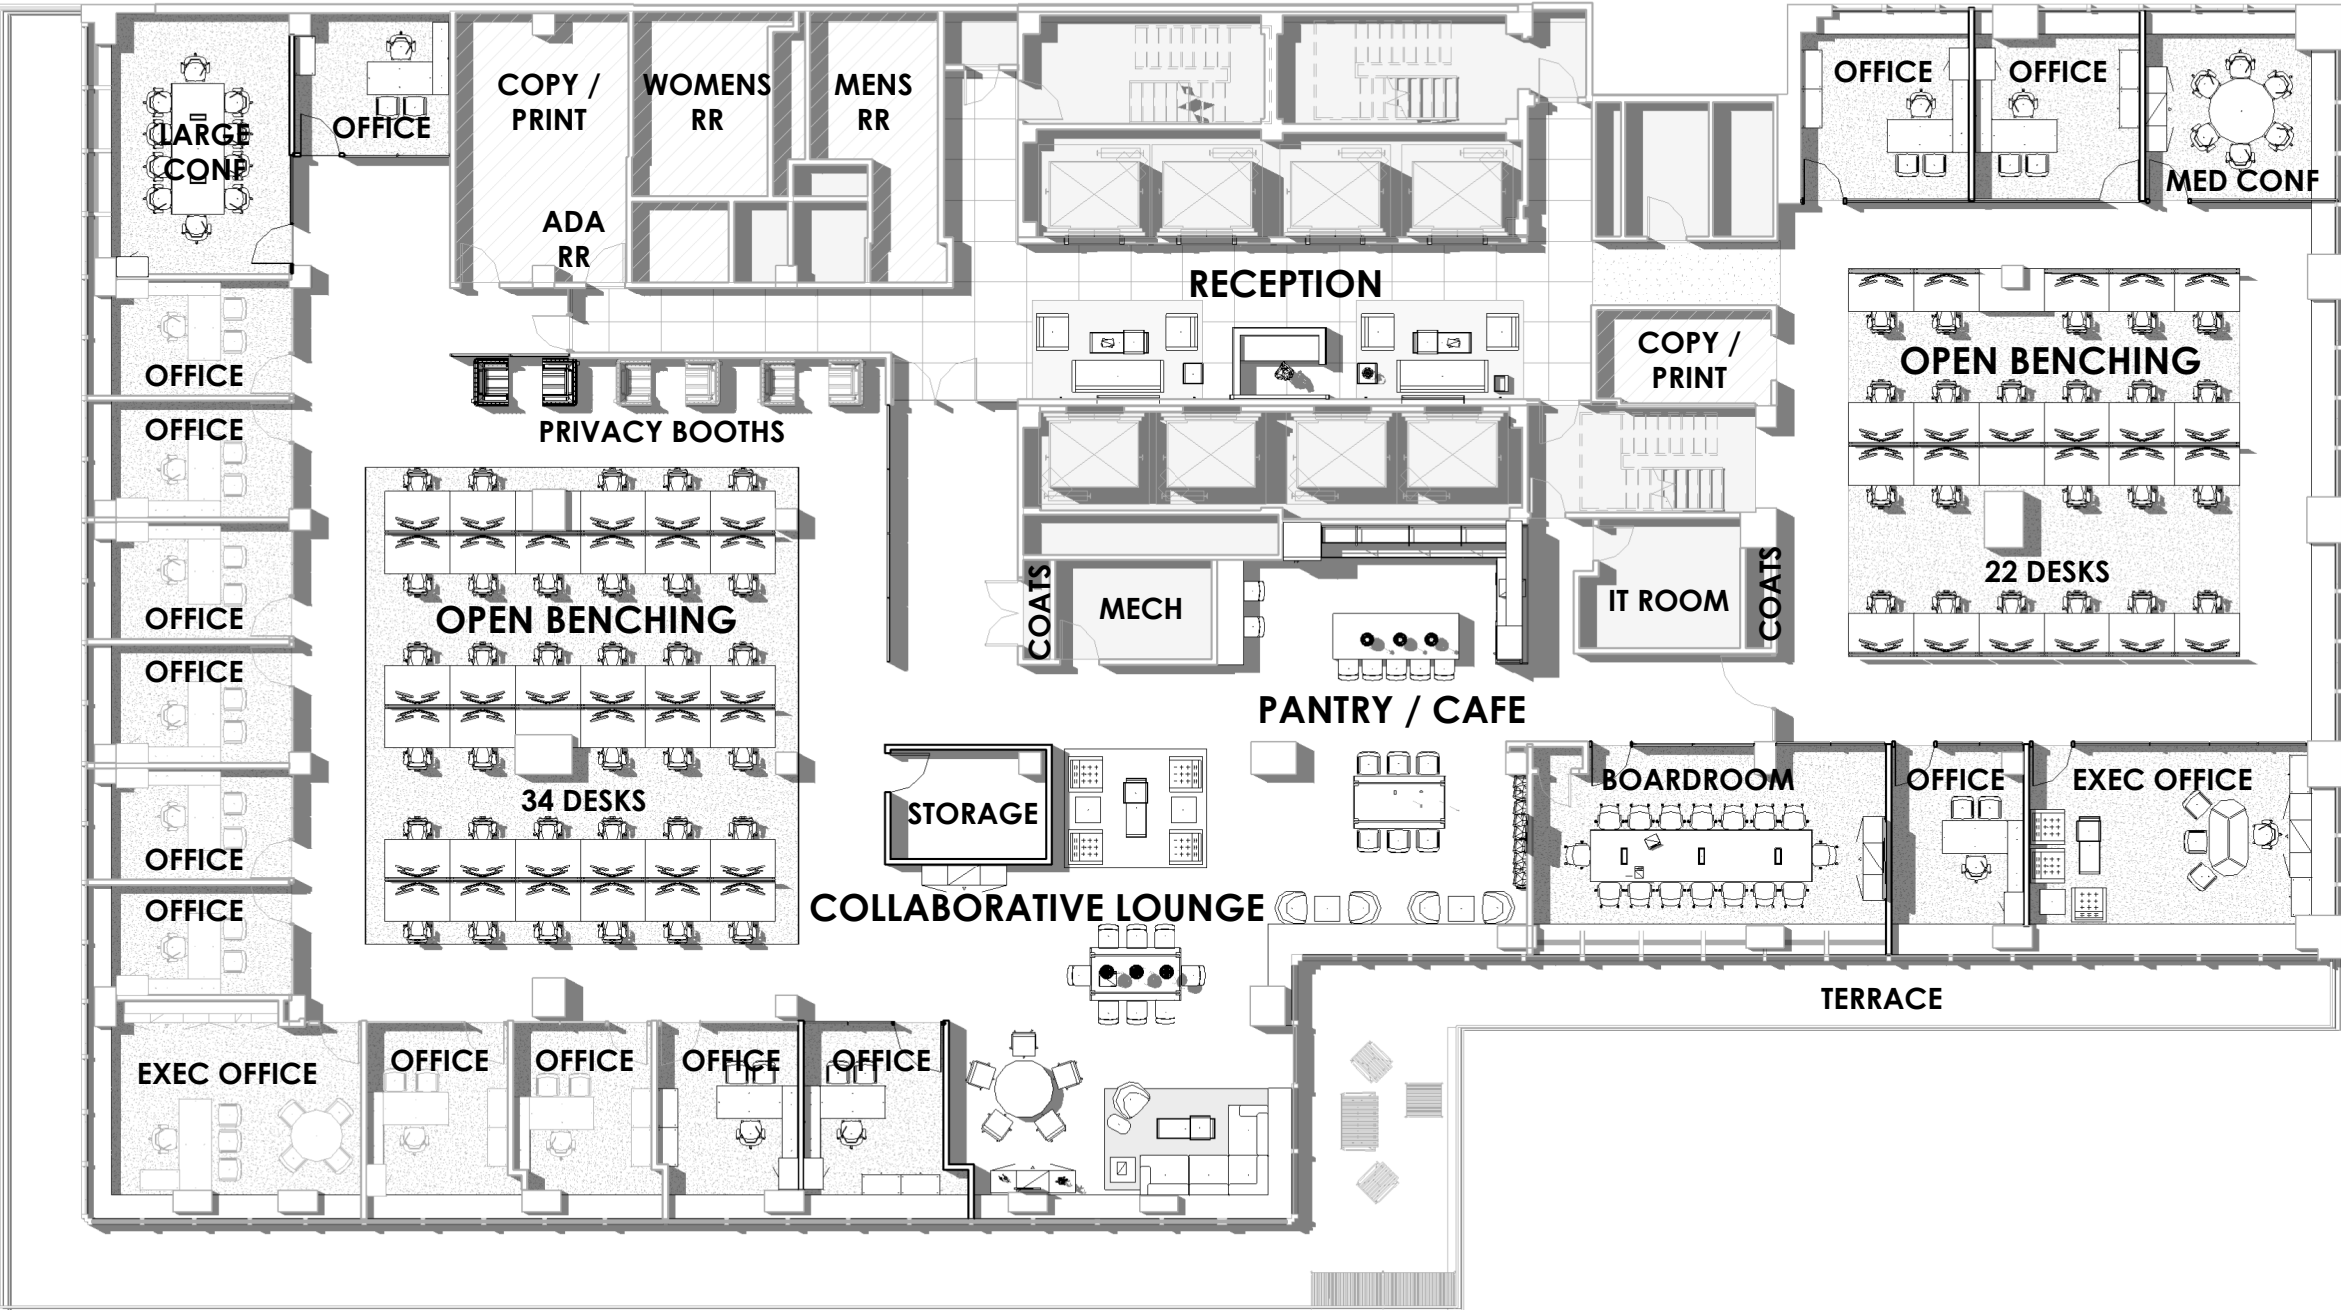 COPY /
PRINT
WOMENS
RR
MENS
RR
OFFICE
OFFICE
LARGE
CONF
OFFICE
MED CONF
ADA
RR
RECEPTION
OFFICE
COPY /
PRINT
OPEN BENCHING
OFFICE
PRIVACY BOOTHS
22 DESKS
OFFICE
OPEN BENCHING
COATS
MECH
IT ROOM
COATS
OFFICE
PANTRY / CAFE
34 DESKS
STORAGE
BOARDROOM
OFFICE
EXEC OFFICE
OFFICE
OFFICE
COLLABORATIVE LOUNGE
TERRACE
EXEC OFFICE
OFFICE
OFFICE
OFFICE
OFFICE